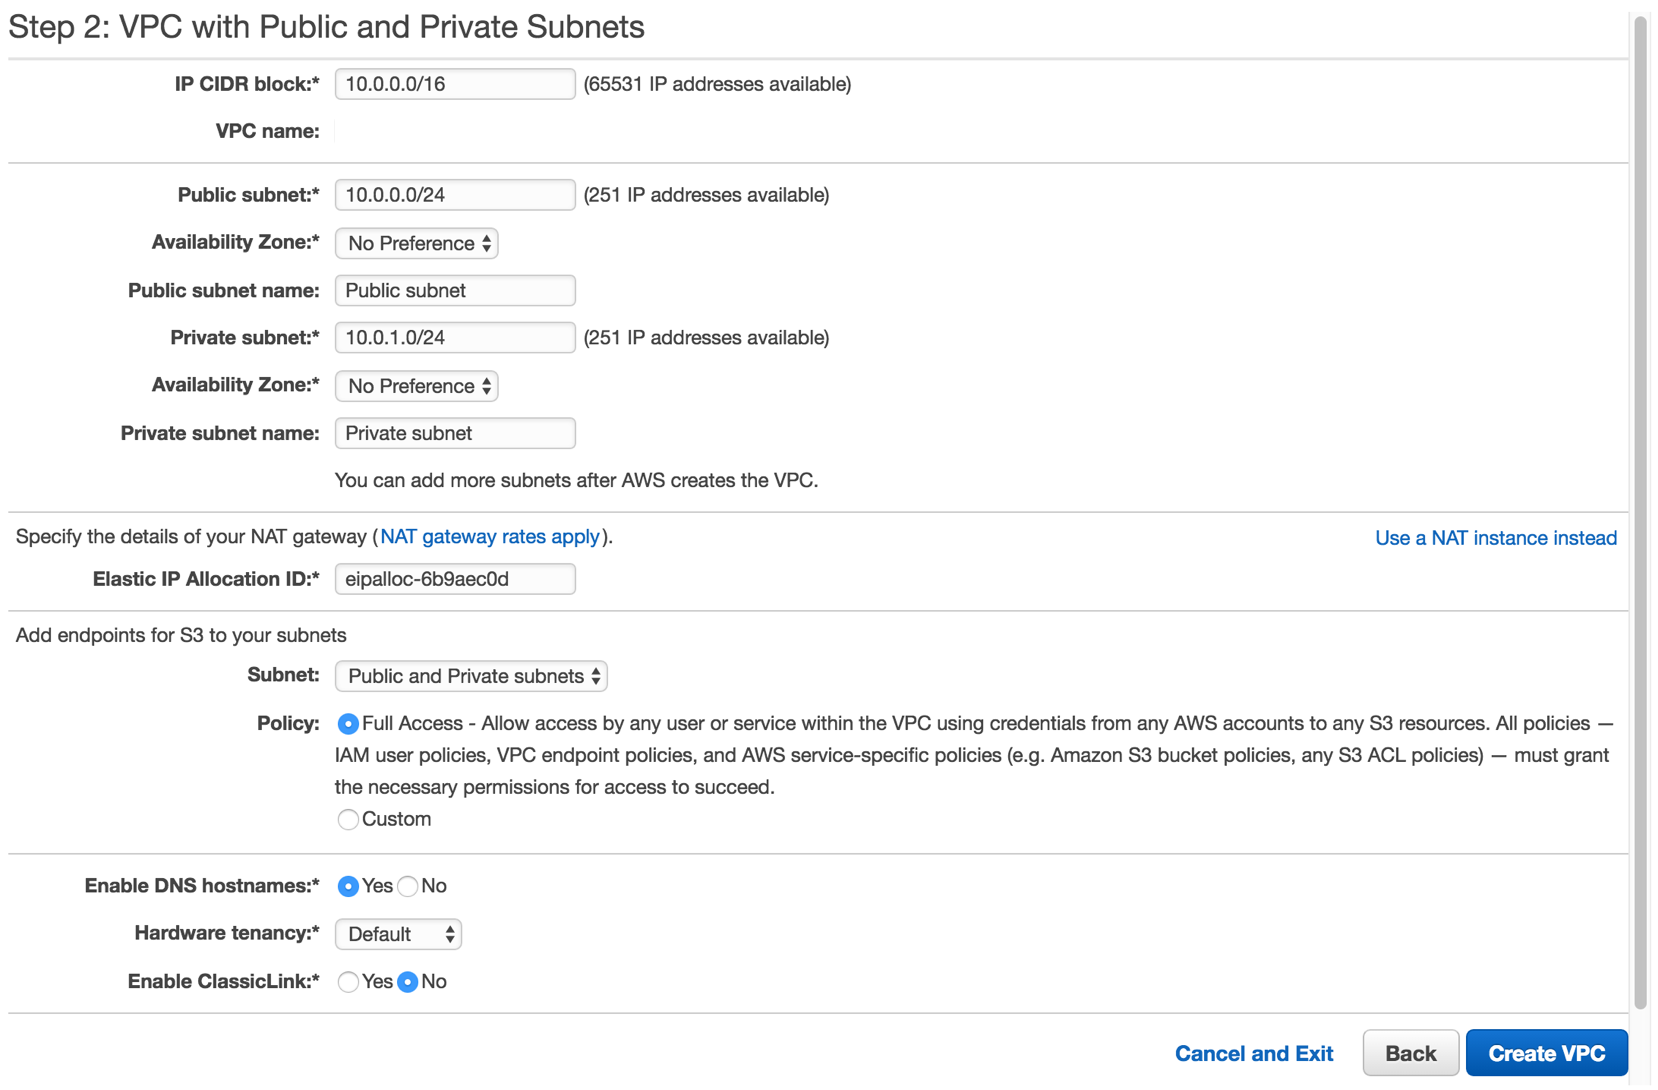 Step 2: VPC with Public and Private Subnets
IP CIDR block:* 10.0.0.0/16 (65531 IP addresses available)
VPC name:
Public subnet:* 10.0.0.0/24 (251 IP addresses available)
Availability Zone:* No Preference
Public subnet name: Public subnet
Private subnet:* 10.0.1.0/24 (251 IP addresses available)
Availability Zone:* No Preference
Private subnet name: Private subnet
You can add more subnets after AWS creates the VPC.
Specify the details of your NAT gateway (NAT gateway rates apply). Use a NAT instance instead
Elastic IP Allocation ID:* eipalloc-6b9aec0d
Add endpoints for S3 to your subnets
Subnet: Public and Private subnets
Policy: Full Access - Allow access by any user or service within the VPC using credentials from any AWS accounts to any S3 resources. All policies —
IAM user policies, VPC endpoint policies, and AWS service-specific policies (e.g. Amazon S3 bucket policies, any S3 ACL policies) — must grant
the necessary permissions for access to succeed.
Custom
Enable DNS hostnames:* Yes No
Hardware tenancy:* Default
Enable ClassicLink:* Yes No
Cancel and Exit Back Create VPC